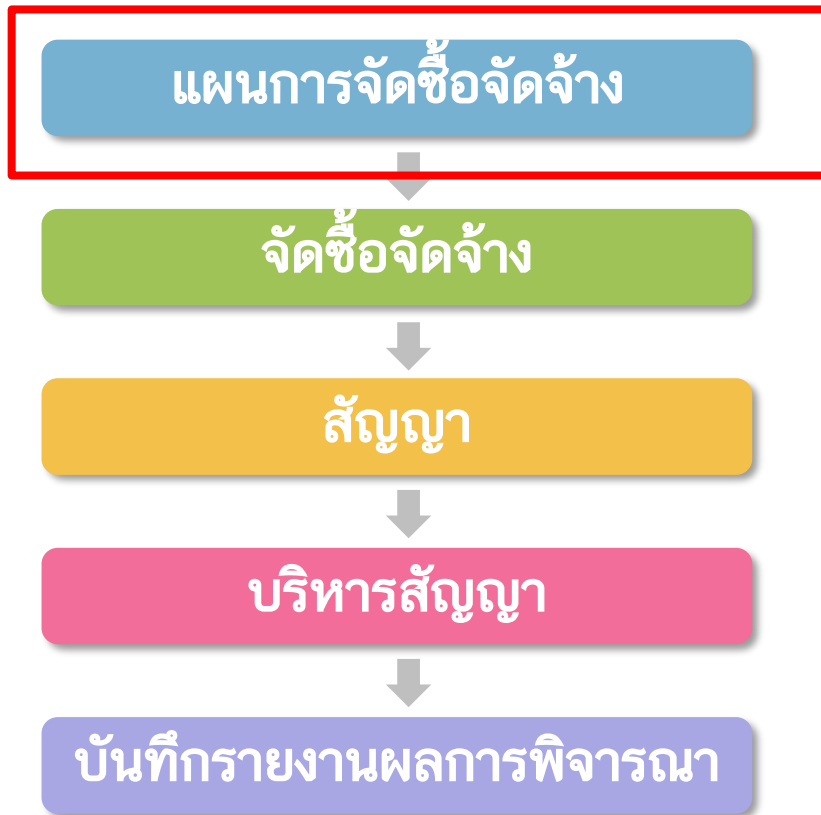 แผนการจัดซื้อจัดจ้าง
จัดซื้อจัดจ้าง
สัญญา
บริหารสัญญา
บันทึกรายงานผลการพิจารณา